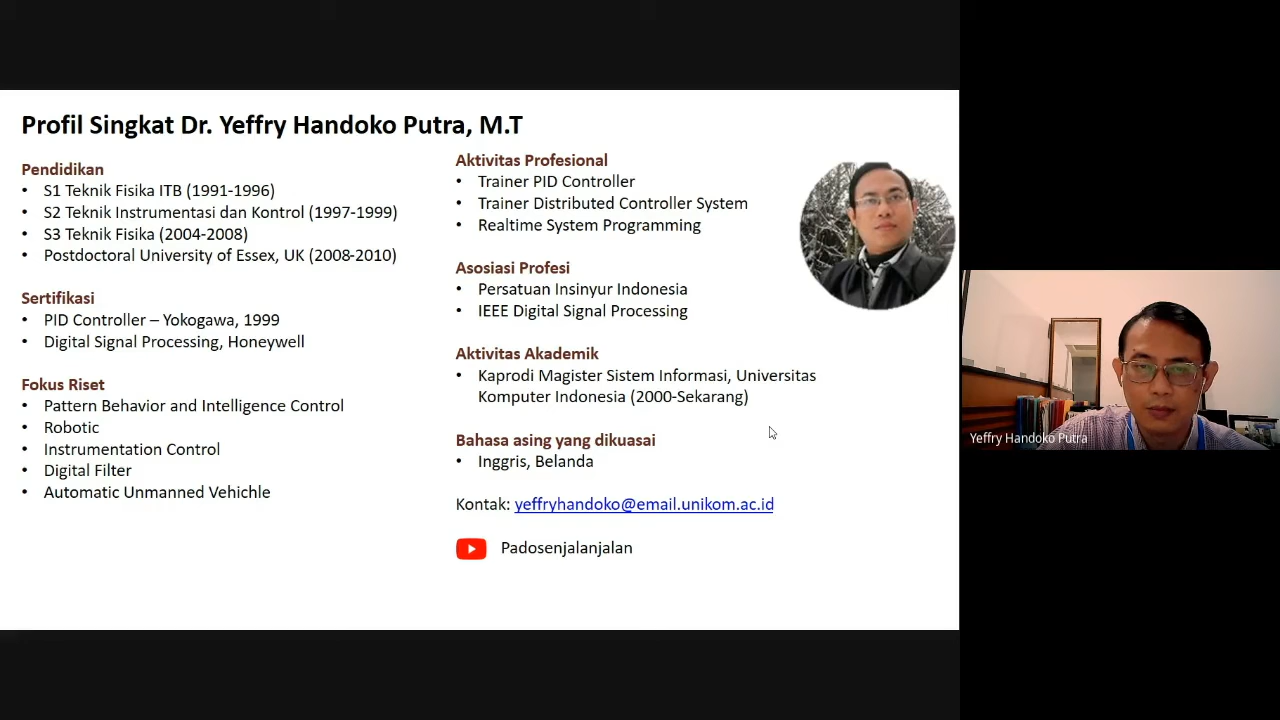 Profil Singkat Dr. Yeffry Handoko Putra, M.T
Pendidikan
• S1 Teknik Fisika ITB (1991-1996)
• S2 Teknik Instrumentasi dan Kontrol (1997-1999)
• S3 Teknik Fisika (2004-2008)
• Postdoctoral University of Essex, UK (2008-2010)
Sertifikasi
• PID Controller – Yokogawa, 1999
• Digital Signal Processing, Honeywell
Fokus Riset
• Pattern Behavior and Intelligence Control
• Robotic
• Instrumentation Control
• Digital Filter
• Automatic Unmanned Vehichle
Aktivitas Profesional
• Trainer PID Controller
• Trainer Distributed Controller System
• Realtime System Programming
Asosiasi Profesi
• Persatuan Insinyur Indonesia
• IEEE Digital Signal Processing
Aktivitas Akademik
• Kaprodi Magister Sistem Informasi, Universitas
Komputer Indonesia (2000-Sekarang)
Bahasa asing yang dikuasai
• Inggris, Belanda
Kontak: yeffryhandoko@email.unikom.ac.id
Padosenjalanjalan
Yeffry Handoko Putra